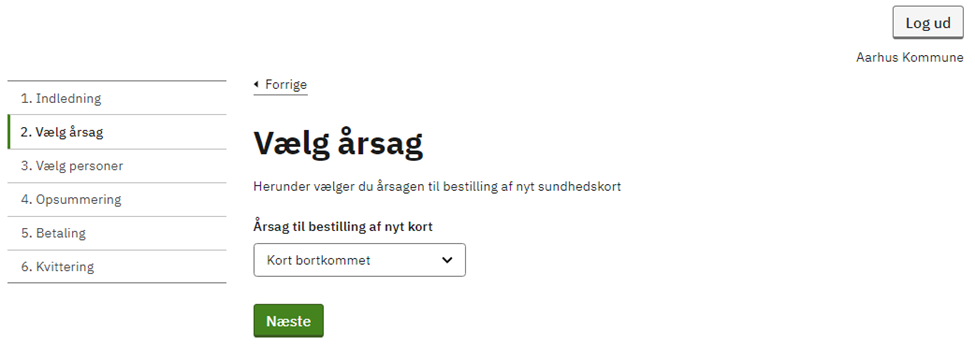 Log ud
Aarhus Kommune
1. Indledning
2. Vælg årsag
3. Vælg personer
4. Opsummering
5. Betaling
6. Kvittering
Forrige
Vælg årsag
Herunder vælger du årsagen til bestilling af nyt sundhedskort
Årsag til bestilling af nyt kort
Kort bortkommet
Næste